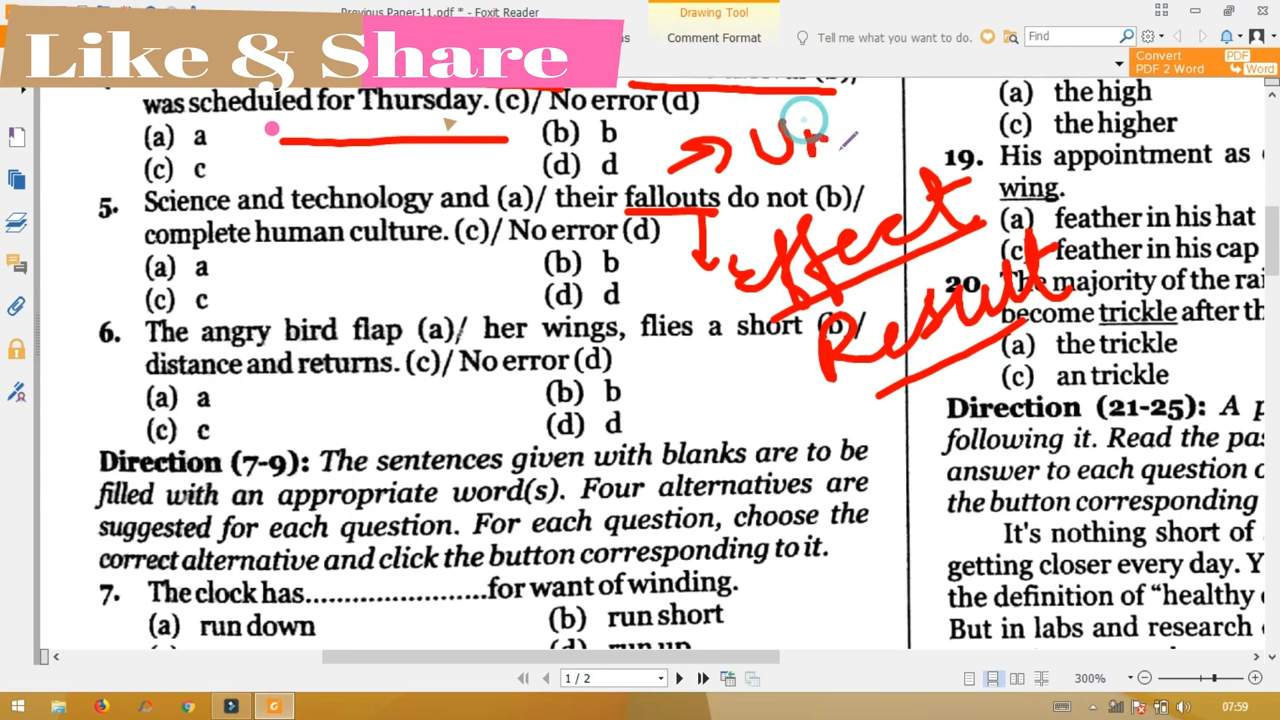 Previous Paper-11.pdf * - Foxit Reader
Drawing Tool
Like & Share
Comment Format
Tell me what you want to do.
Find
Convert
PDF 2 Word
PDF
Word
was scheduled for Thursday. (c)/ No error (d)
(a) a
(b) b
(c) c
(d) d
5. Science and technology and (a)/ their fallouts do not (b)/
complete human culture. (c)/ No error (d)
Effect
Result
(a) a
(b) b
(c) c
(d) d
6. The angry bird flap (a)/ her wings, flies a short (b)/
distance and returns. (c)/ No error (d)
(a) a
(b) b
(c) c
(d) d
Direction (7-9): The sentences given with blanks are to be
filled with an appropriate word(s). Four alternatives are
suggested for each question. For each question, choose the
correct alternative and click the button corresponding to it.
7. The clock has.......................for want of winding.
(a) run down
(b) run short
(d) run up
(a) the high
(c) the higher
19. His appointment as
wing.
(a) feather in his hat
(c) feather in his cap
20. The majority of the rai
become trickle after th
(a) the trickle
(c) an trickle
Direction (21-25): A p
following it. Read the pas
answer to each question
the button corresponding
It's nothing short of
getting closer every day. Y
the definition of “healthy
But in labs and research
1 / 2
300%
07:59